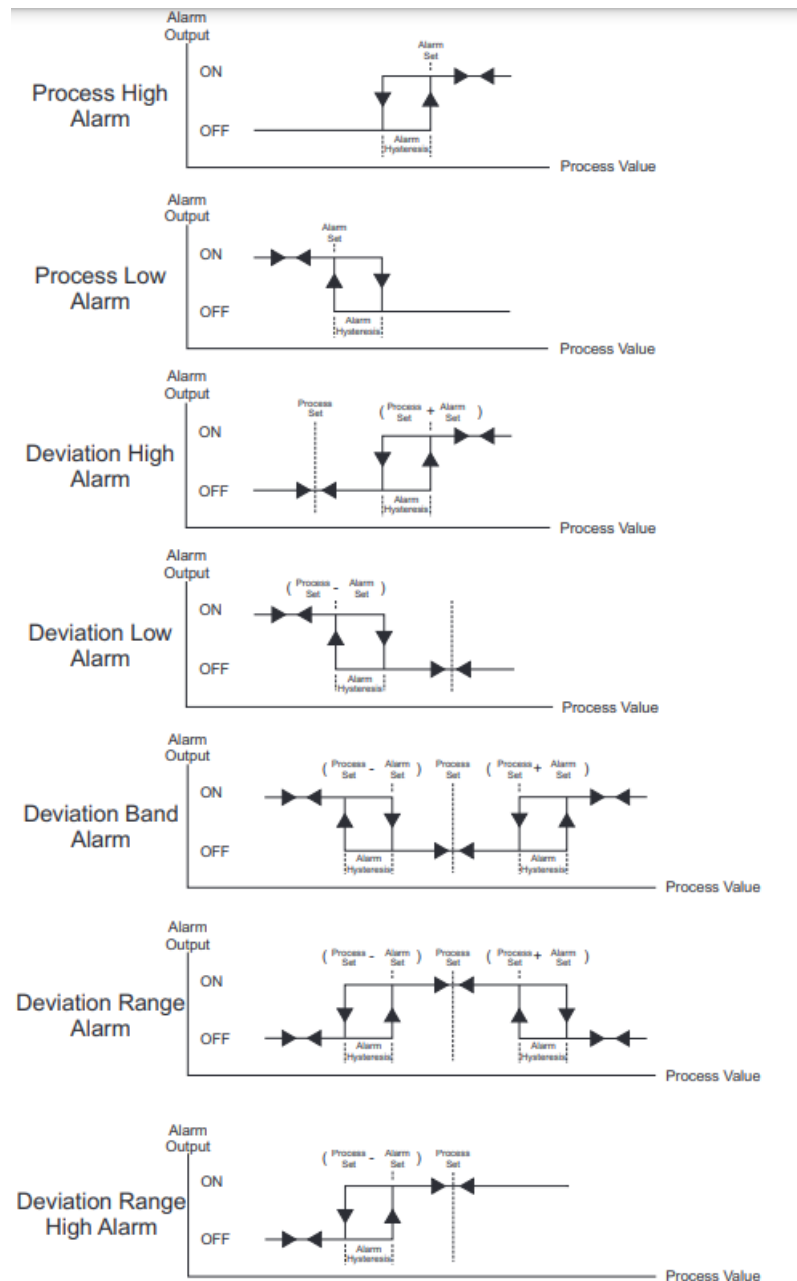 Alarm
Output
Alarm
Set
ON
Process High
Alarm
OFF
Alarm
Hysteresis
Process Value
Alarm
Output
Alarm
Set
ON
Process Low
Alarm
OFF
Alarm
Hysteresis
Process Value
Alarm
Output
Process
Set
( Process Set + Alarm Set )
ON
Deviation High
Alarm
OFF
Alarm
Hysteresis
Process Value
Alarm
Output
( Process Set - Alarm Set )
ON
Deviation Low
Alarm
OFF
Alarm
Hysteresis
Process Value
Alarm
Output
( Process Set - Alarm Set ) Process Set ( Process Set + Alarm Set )
ON
Deviation Band
Alarm
OFF
Alarm
Hysteresis
Alarm
Hysteresis
Process Value
Alarm
Output
( Process Set - Alarm Set ) Process Set ( Process Set + Alarm Set )
ON
Deviation Range
Alarm
OFF
Alarm
Hysteresis
Alarm
Hysteresis
Process Value
Alarm
Output
( Process Set - Alarm Set ) Process Set
ON
Deviation Range
High Alarm
OFF
Alarm
Hysteresis
Process Value